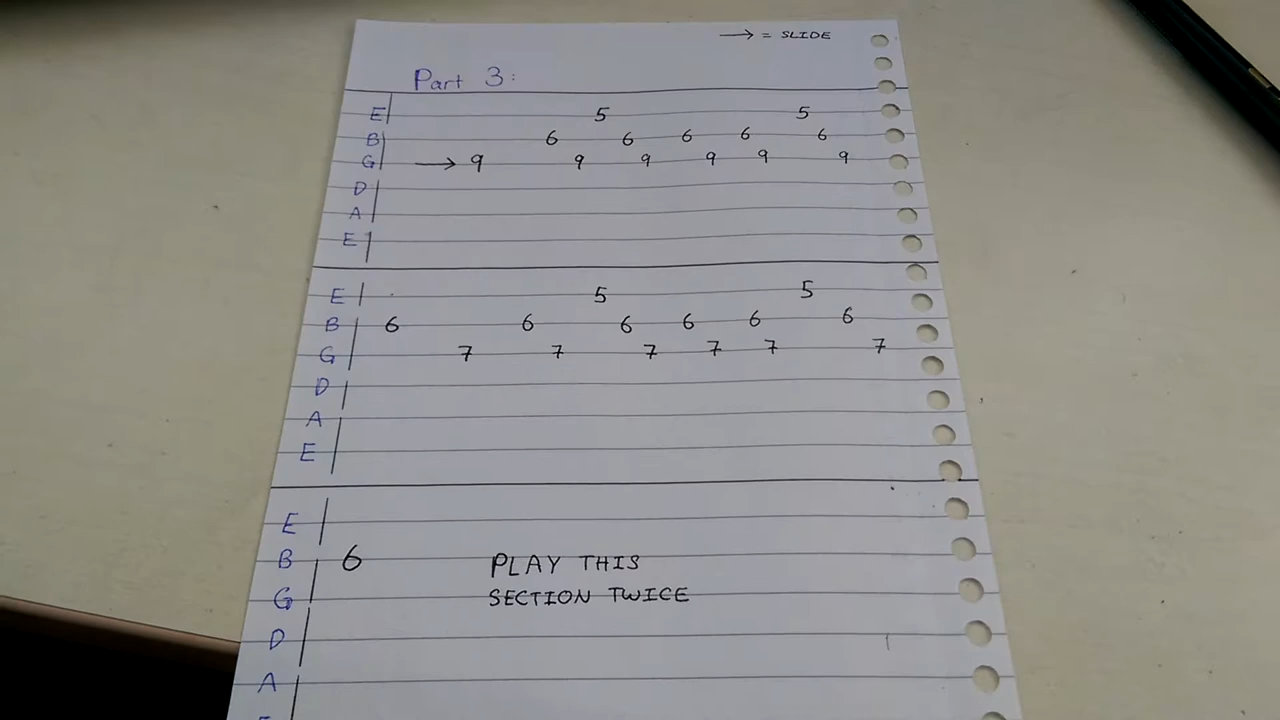 → = SLIDE
Part 3:
E 5 5
B 6 6 6 6 6
G → 9 9 9 9 9 9
D
A
E
E 5 5
B 6 6 6 6 6 6
G 7 7 7 7 7 7
D
A
E
E
B 6 PLAY THIS
G SECTION TWICE
D
A